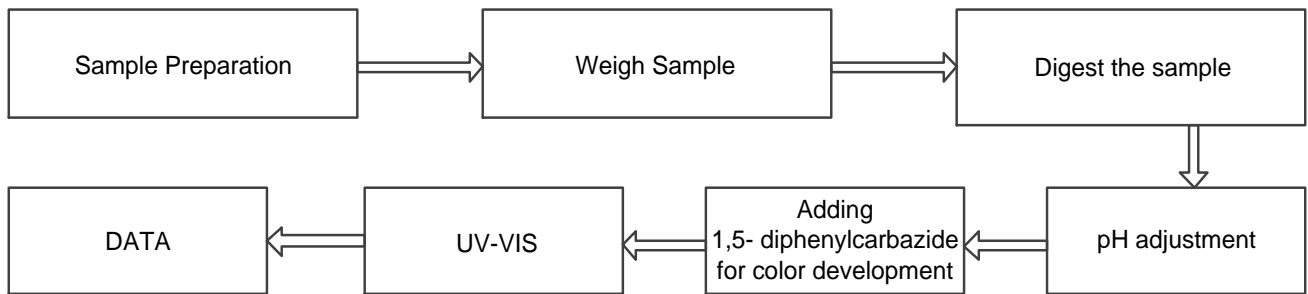 Sample Preparation
Weigh Sample
Digest the sample
pH adjustment
Adding
1,5- diphenylcarbazide
for color development
UV-VIS
DATA